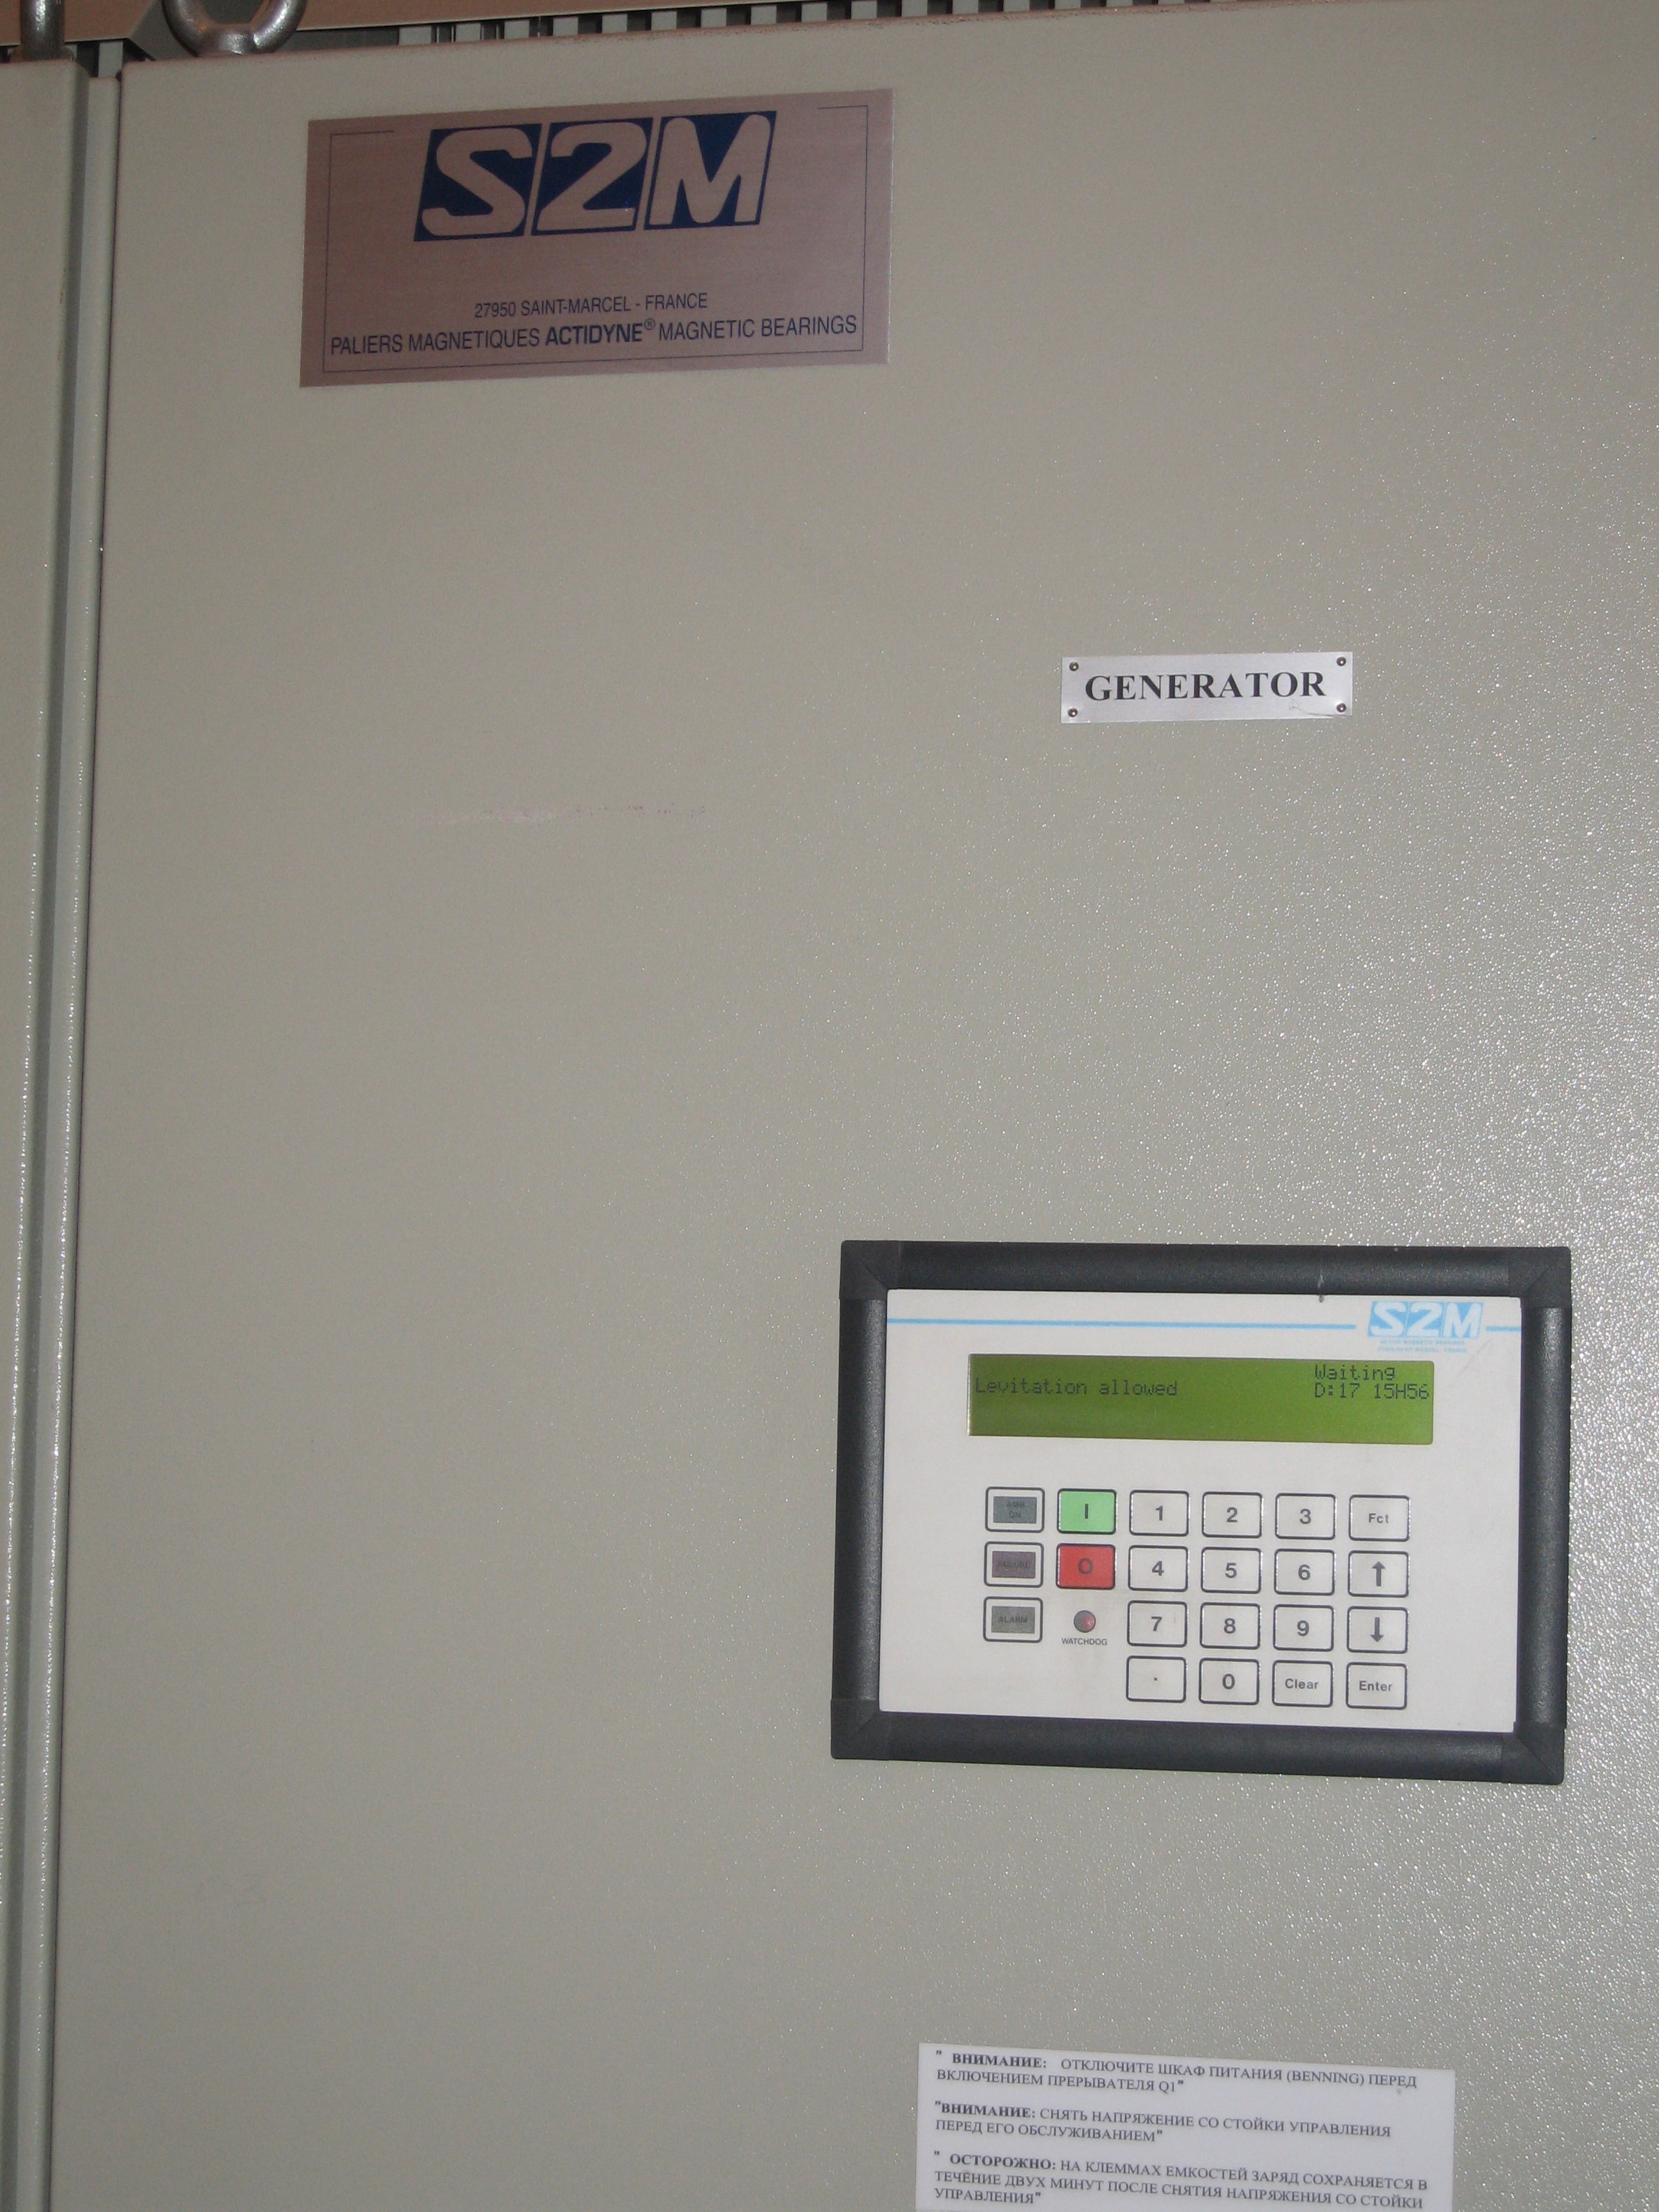 S2M
27950 SAINT-MARCEL - FRANCE
PALIERS MAGNETIQUES ACTIDYNE® MAGNETIC BEARINGS
GENERATOR
S2M
Waiting
Levitation allowed D:17 15H56
ON I 1 2 3 Fct
O 4 5 6 ↑
ALARM 7 8 9 ↓
WATCHDOG
. 0 Clear Enter
" ВНИМАНИЕ: ОТКЛЮЧИТЕ ШКАФ ПИТАНИЯ (BENNING) ПЕРЕД
ВКЛЮЧЕНИЕМ ПРЕРЫВАТЕЛЯ Q1"
"ВНИМАНИЕ: СНЯТЬ НАПРЯЖЕНИЕ СО СТОЙКИ УПРАВЛЕНИЯ
ПЕРЕД ЕГО ОБСЛУЖИВАНИЕМ"
" ОСТОРОЖНО: НА КЛЕММАХ ЕМКОСТЕЙ ЗАРЯД СОХРАНЯЕТСЯ В
ТЕЧЕНИЕ ДВУХ МИНУТ ПОСЛЕ СНЯТИЯ НАПРЯЖЕНИЯ СО СТОЙКИ
УПРАВЛЕНИЯ"